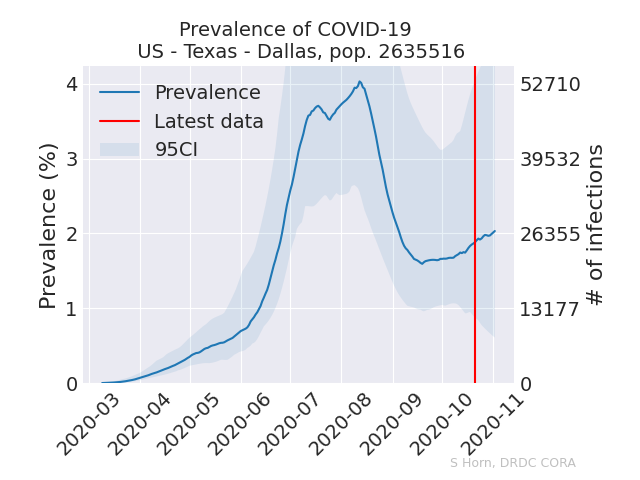 Prevalence of COVID-19
US - Texas - Dallas, pop. 2635516
Prevalence
Latest data
95CI
Prevalence (%)
4
3
2
1
0
52710
39532
26355
13177
0
# of infections
2020-03
2020-04
2020-05
2020-06
2020-07
2020-08
2020-09
2020-10
2020-11
S Horn, DRDC CORA